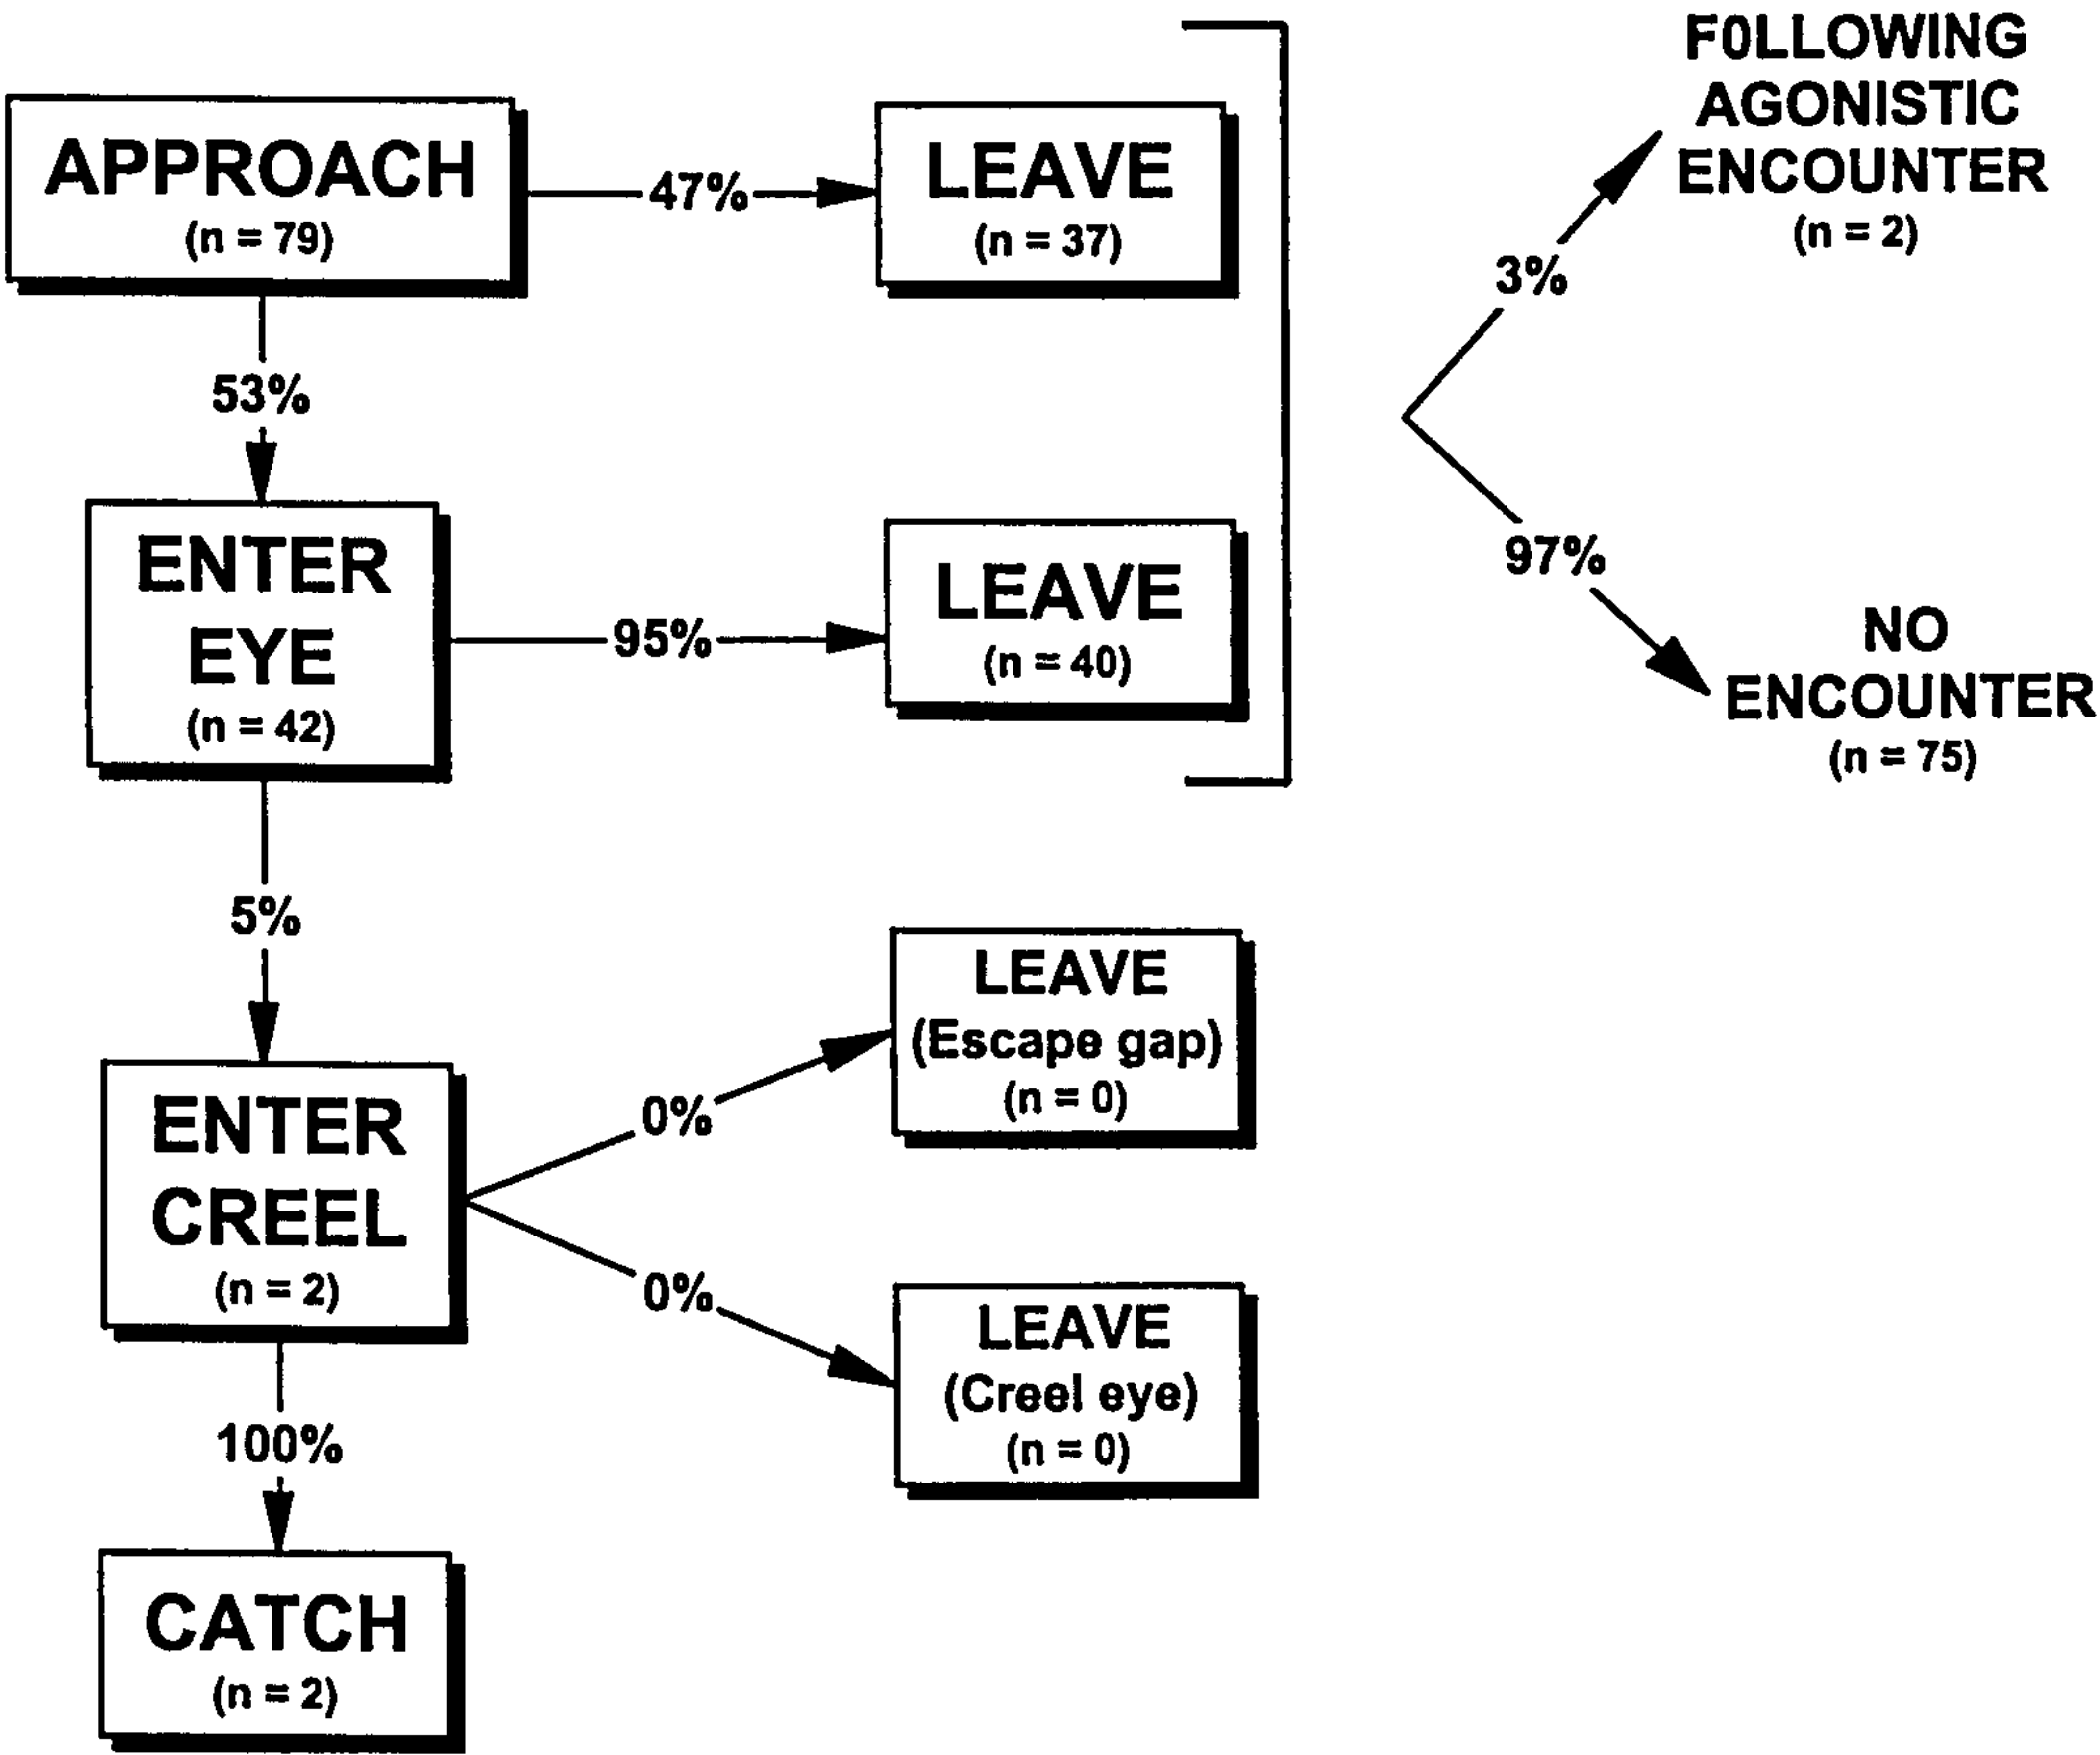 APPROACH
(n = 79)
47%
LEAVE
(n = 37)
FOLLOWING
AGONISTIC
ENCOUNTER
(n = 2)
3%
53%
97%
NO
ENCOUNTER
(n = 75)
ENTER
EYE
(n = 42)
95%
LEAVE
(n = 40)
5%
ENTER
CREEL
(n = 2)
0%
LEAVE
(Escape gap)
(n = 0)
0%
LEAVE
(Creel eye)
(n = 0)
100%
CATCH
(n = 2)